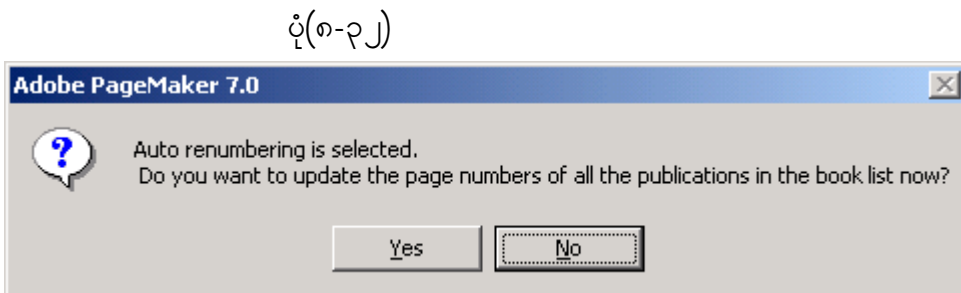 ပုံ(၈-၃၂)
Adobe PageMaker 7.0
Auto renumbering is selected.
Do you want to update the page numbers of all the publications in the book list now?
Yes
No